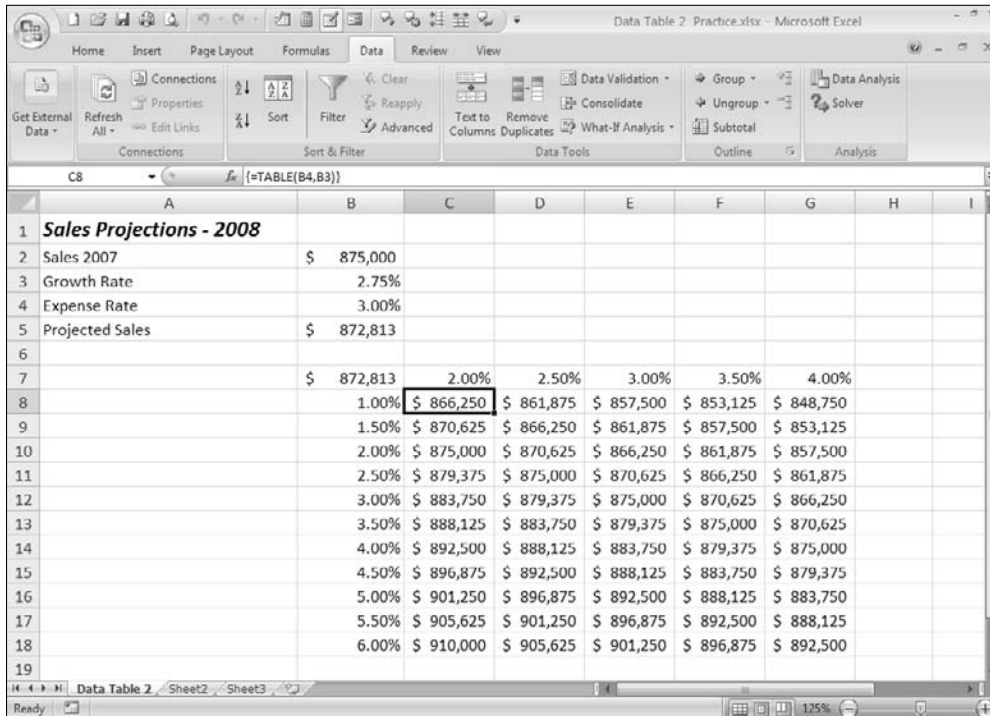 Data Table 2 Practice.xlsx - Microsoft Excel
Home Insert Page Layout Formulas Data Review View
Get External Data
Refresh All
Connections
Properties
Edit Links
Connections
Sort
Filter
Clear
Reapply
Advanced
Sort & Filter
Text to Columns
Remove Duplicates
Data Validation
Consolidate
What-If Analysis
Data Tools
Group
Ungroup
Subtotal
Outline
Data Analysis
Solver
Analysis
C8 fx {=TABLE(B4,B3)}
A B C D E F G H I
1 Sales Projections - 2008
2 Sales 2007 $ 875,000
3 Growth Rate 2.75%
4 Expense Rate 3.00%
5 Projected Sales $ 872,813
6
7 $ 872,813 2.00% 2.50% 3.00% 3.50% 4.00%
8 1.00% $ 866,250 $ 861,875 $ 857,500 $ 853,125 $ 848,750
9 1.50% $ 870,625 $ 866,250 $ 861,875 $ 857,500 $ 853,125
10 2.00% $ 875,000 $ 870,625 $ 866,250 $ 861,875 $ 857,500
11 2.50% $ 879,375 $ 875,000 $ 870,625 $ 866,250 $ 861,875
12 3.00% $ 883,750 $ 879,375 $ 875,000 $ 870,625 $ 866,250
13 3.50% $ 888,125 $ 883,750 $ 879,375 $ 875,000 $ 870,625
14 4.00% $ 892,500 $ 888,125 $ 883,750 $ 879,375 $ 875,000
15 4.50% $ 896,875 $ 892,500 $ 888,125 $ 883,750 $ 879,375
16 5.00% $ 901,250 $ 896,875 $ 892,500 $ 888,125 $ 883,750
17 5.50% $ 905,625 $ 901,250 $ 896,875 $ 892,500 $ 888,125
18 6.00% $ 910,000 $ 905,625 $ 901,250 $ 896,875 $ 892,500
19
Data Table 2 Sheet2 Sheet3
Ready 125%